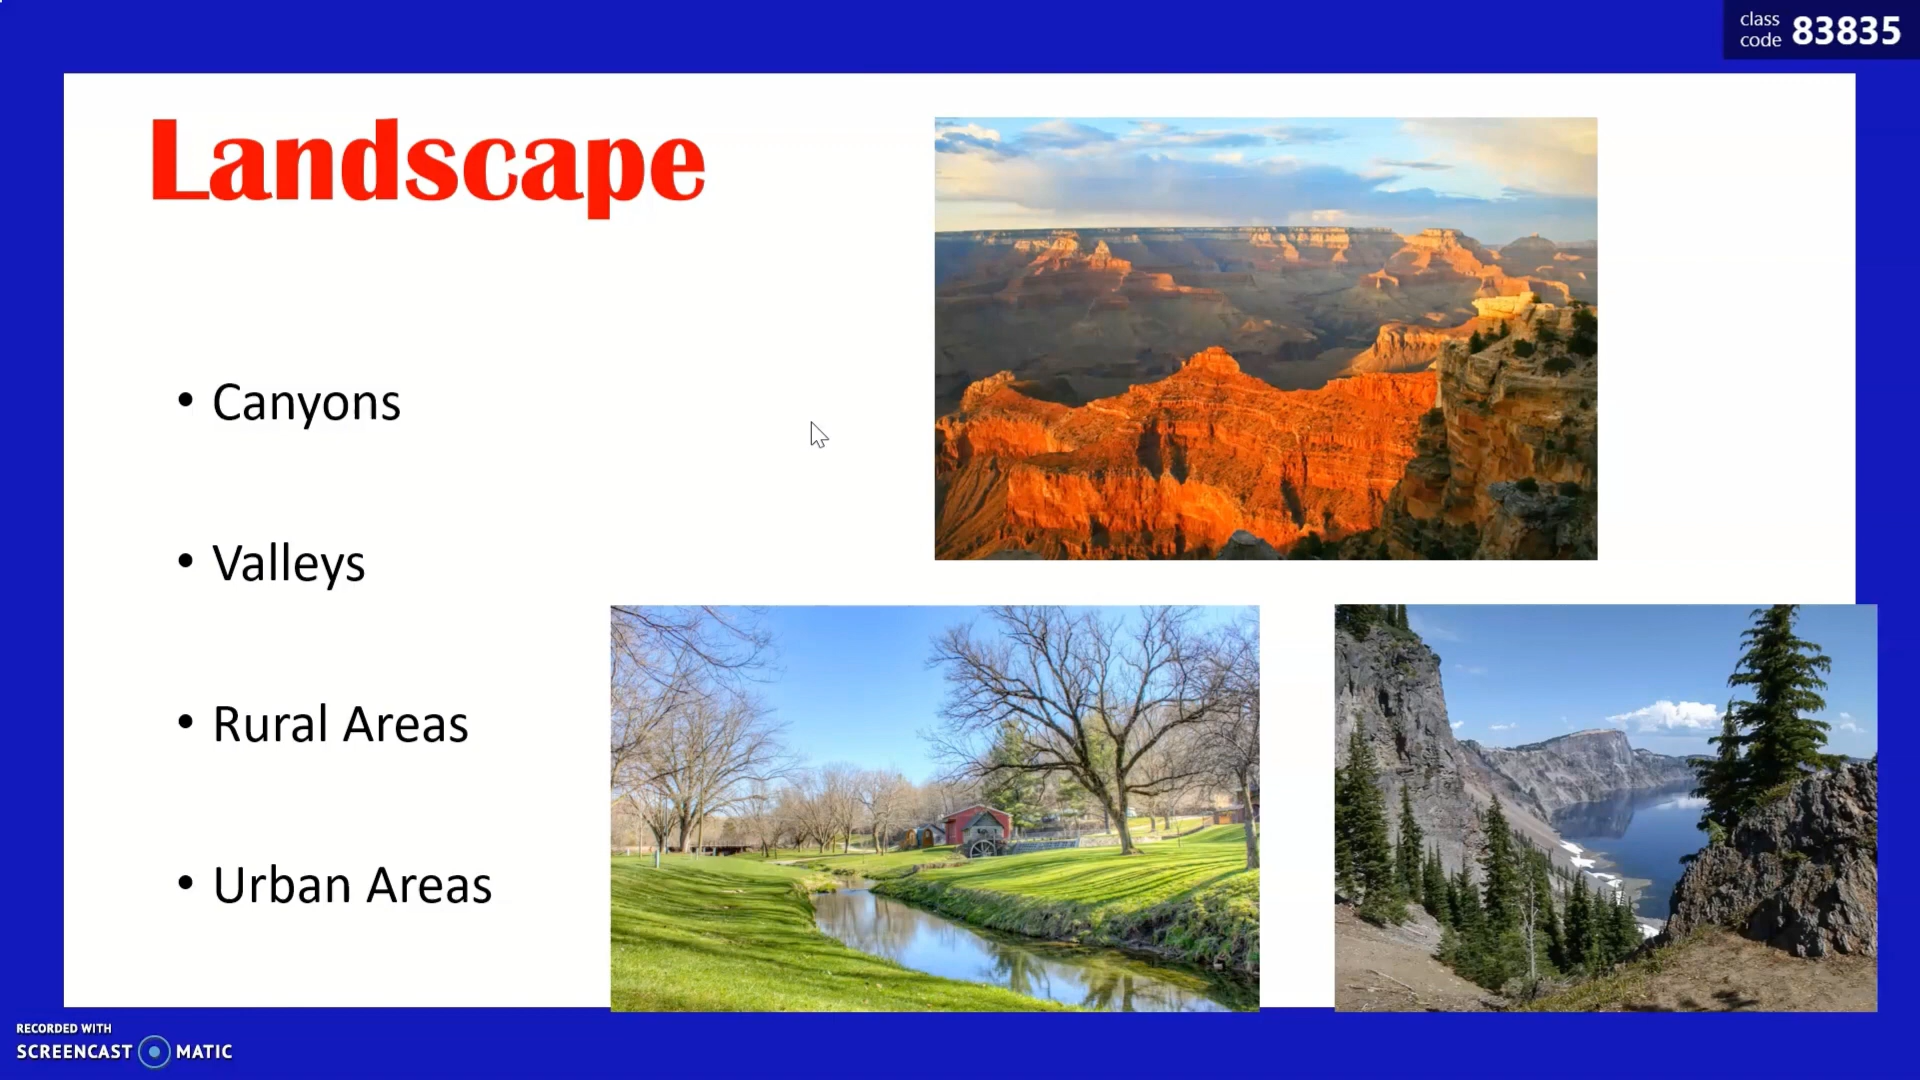 class
code 83835
Landscape
• Canyons
• Valleys
• Rural Areas
• Urban Areas
RECORDED WITH
SCREENCAST MATIC